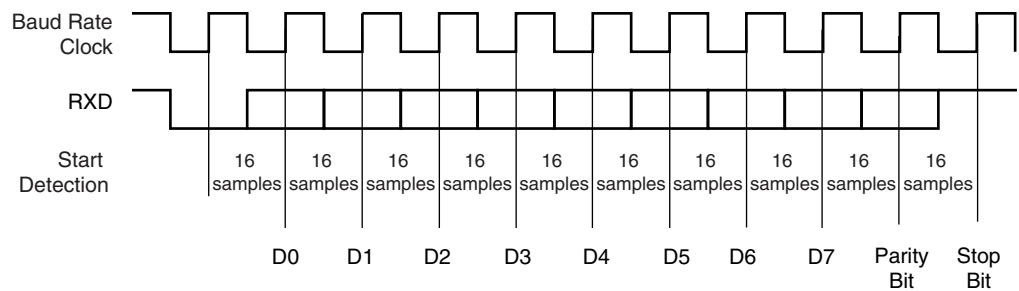 Baud Rate
Clock
RXD
Start
Detection
16 16 16 16 16 16 16 16 16 16
samples samples samples samples samples samples samples samples samples samples
D0 D1 D2 D3 D4 D5 D6 D7 Parity Stop
Bit Bit